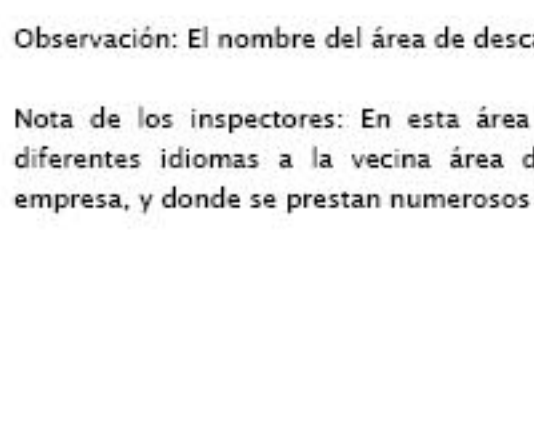 Observación: El nombre del área de
Nota de los inspectores: En esta área
diferentes idiomas a la vecina área
empresa, y donde se prestan numerosos